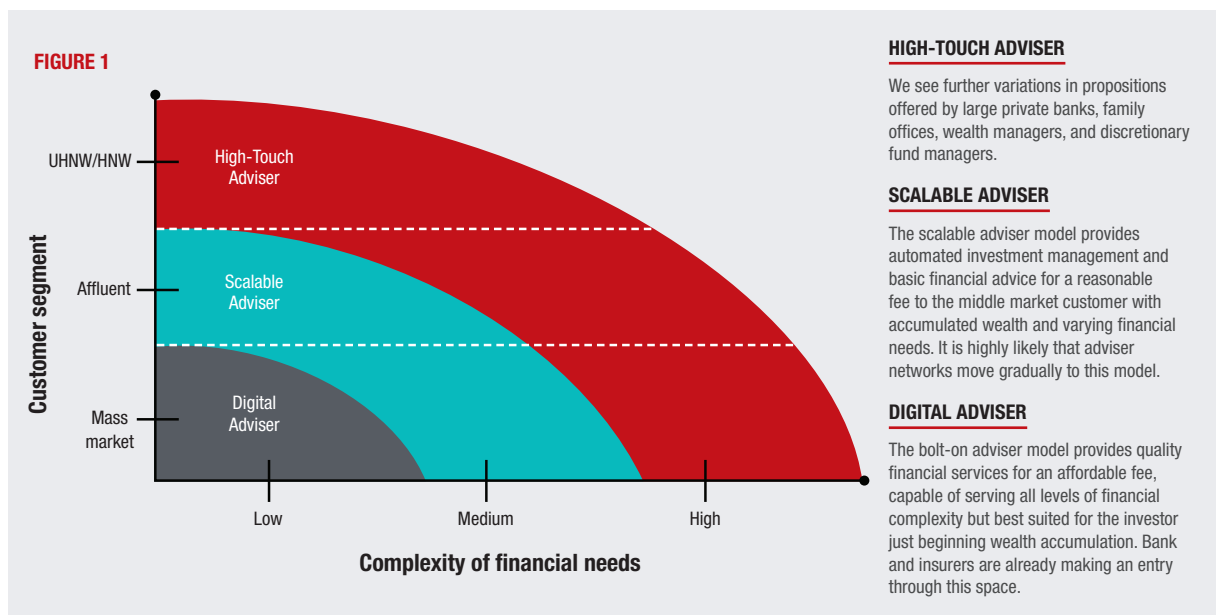 FIGURE 1
Customer segment
UHNW/HNW
Affluent
Mass
market
High-Touch
Adviser
Scalable
Adviser
Digital
Adviser
Low
Medium
High
Complexity of financial needs
HIGH-TOUCH ADVISER
We see further variations in propositions
offered by large private banks, family
offices, wealth managers, and discretionary
fund managers.
SCALABLE ADVISER
The scalable adviser model provides
automated investment management and
basic financial advice for a reasonable
fee to the middle market customer with
accumulated wealth and varying financial
needs. It is highly likely that adviser
networks move gradually to this model.
DIGITAL ADVISER
The bolt-on adviser model provides quality
financial services for an affordable fee,
capable of serving all levels of financial
complexity but best suited for the investor
just beginning wealth accumulation. Bank
and insurers are already making an entry
through this space.